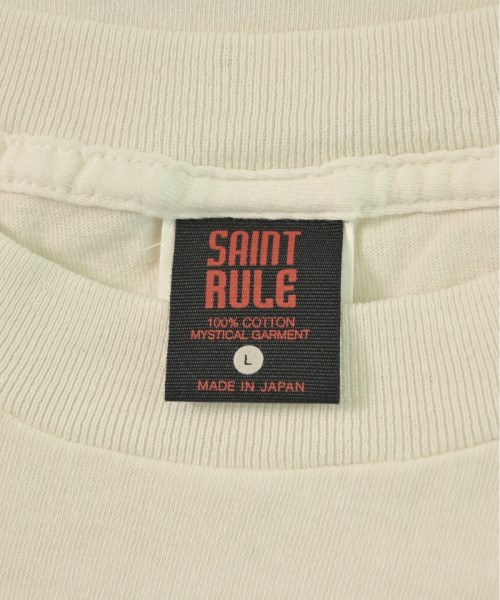 SAINT
RULE
100% COTTON
MYSTICAL GARMENT
L
MADE IN JAPAN